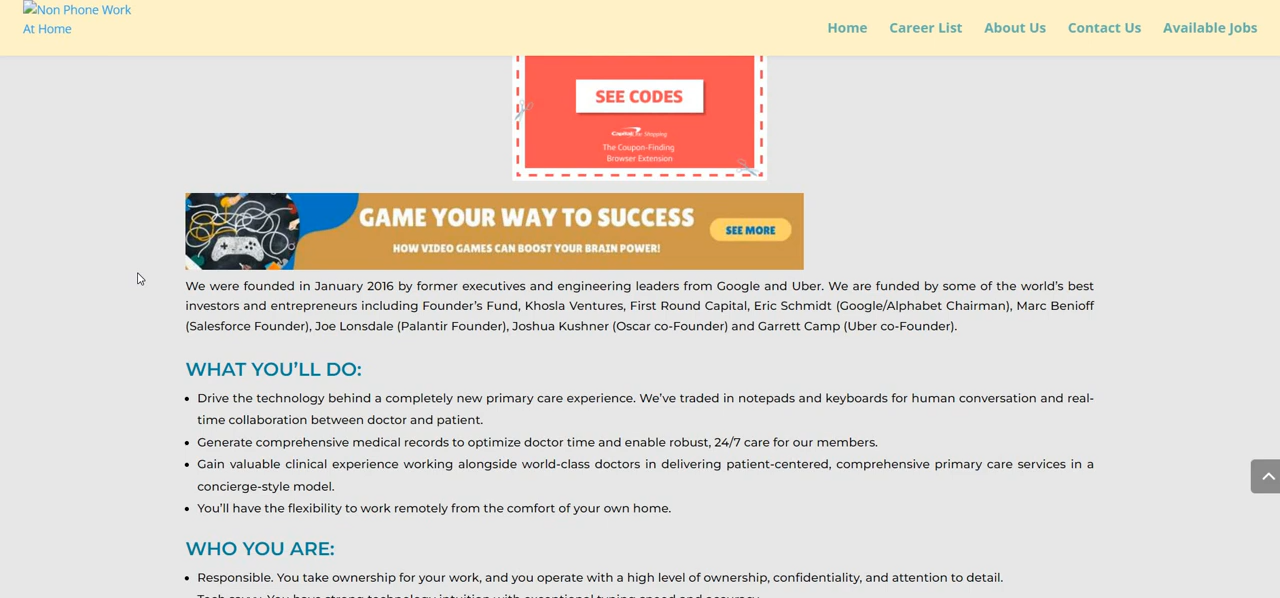 Non Phone Work
At Home
Home Career List About Us Contact Us Available Jobs
SEE CODES
Shopping
The Coupon-Finding
Browser Extension
GAME YOUR WAY TO SUCCESS
HOW VIDEO GAMES CAN BOOST YOUR BRAIN POWER!
SEE MORE
We were founded in January 2016 by former executives and engineering leaders from Google and Uber. We are funded by some of the world's best
investors and entrepreneurs including Founder's Fund, Khosla Ventures, First Round Capital, Eric Schmidt (Google/Alphabet Chairman), Marc Benioff
(Salesforce Founder), Joe Lonsdale (Palantir Founder), Joshua Kushner (Oscar co-Founder) and Garrett Camp (Uber co-Founder).
WHAT YOU'LL DO:
• Drive the technology behind a completely new primary care experience. We've traded in notepads and keyboards for human conversation and real-
time collaboration between doctor and patient.
• Generate comprehensive medical records to optimize doctor time and enable robust, 24/7 care for our members.
• Gain valuable clinical experience working alongside world-class doctors in delivering patient-centered, comprehensive primary care services in a
concierge-style model.
• You'll have the flexibility to work remotely from the comfort of your own home.
WHO YOU ARE:
• Responsible. You take ownership for your work, and you operate with a high level of ownership, confidentiality, and attention to detail.